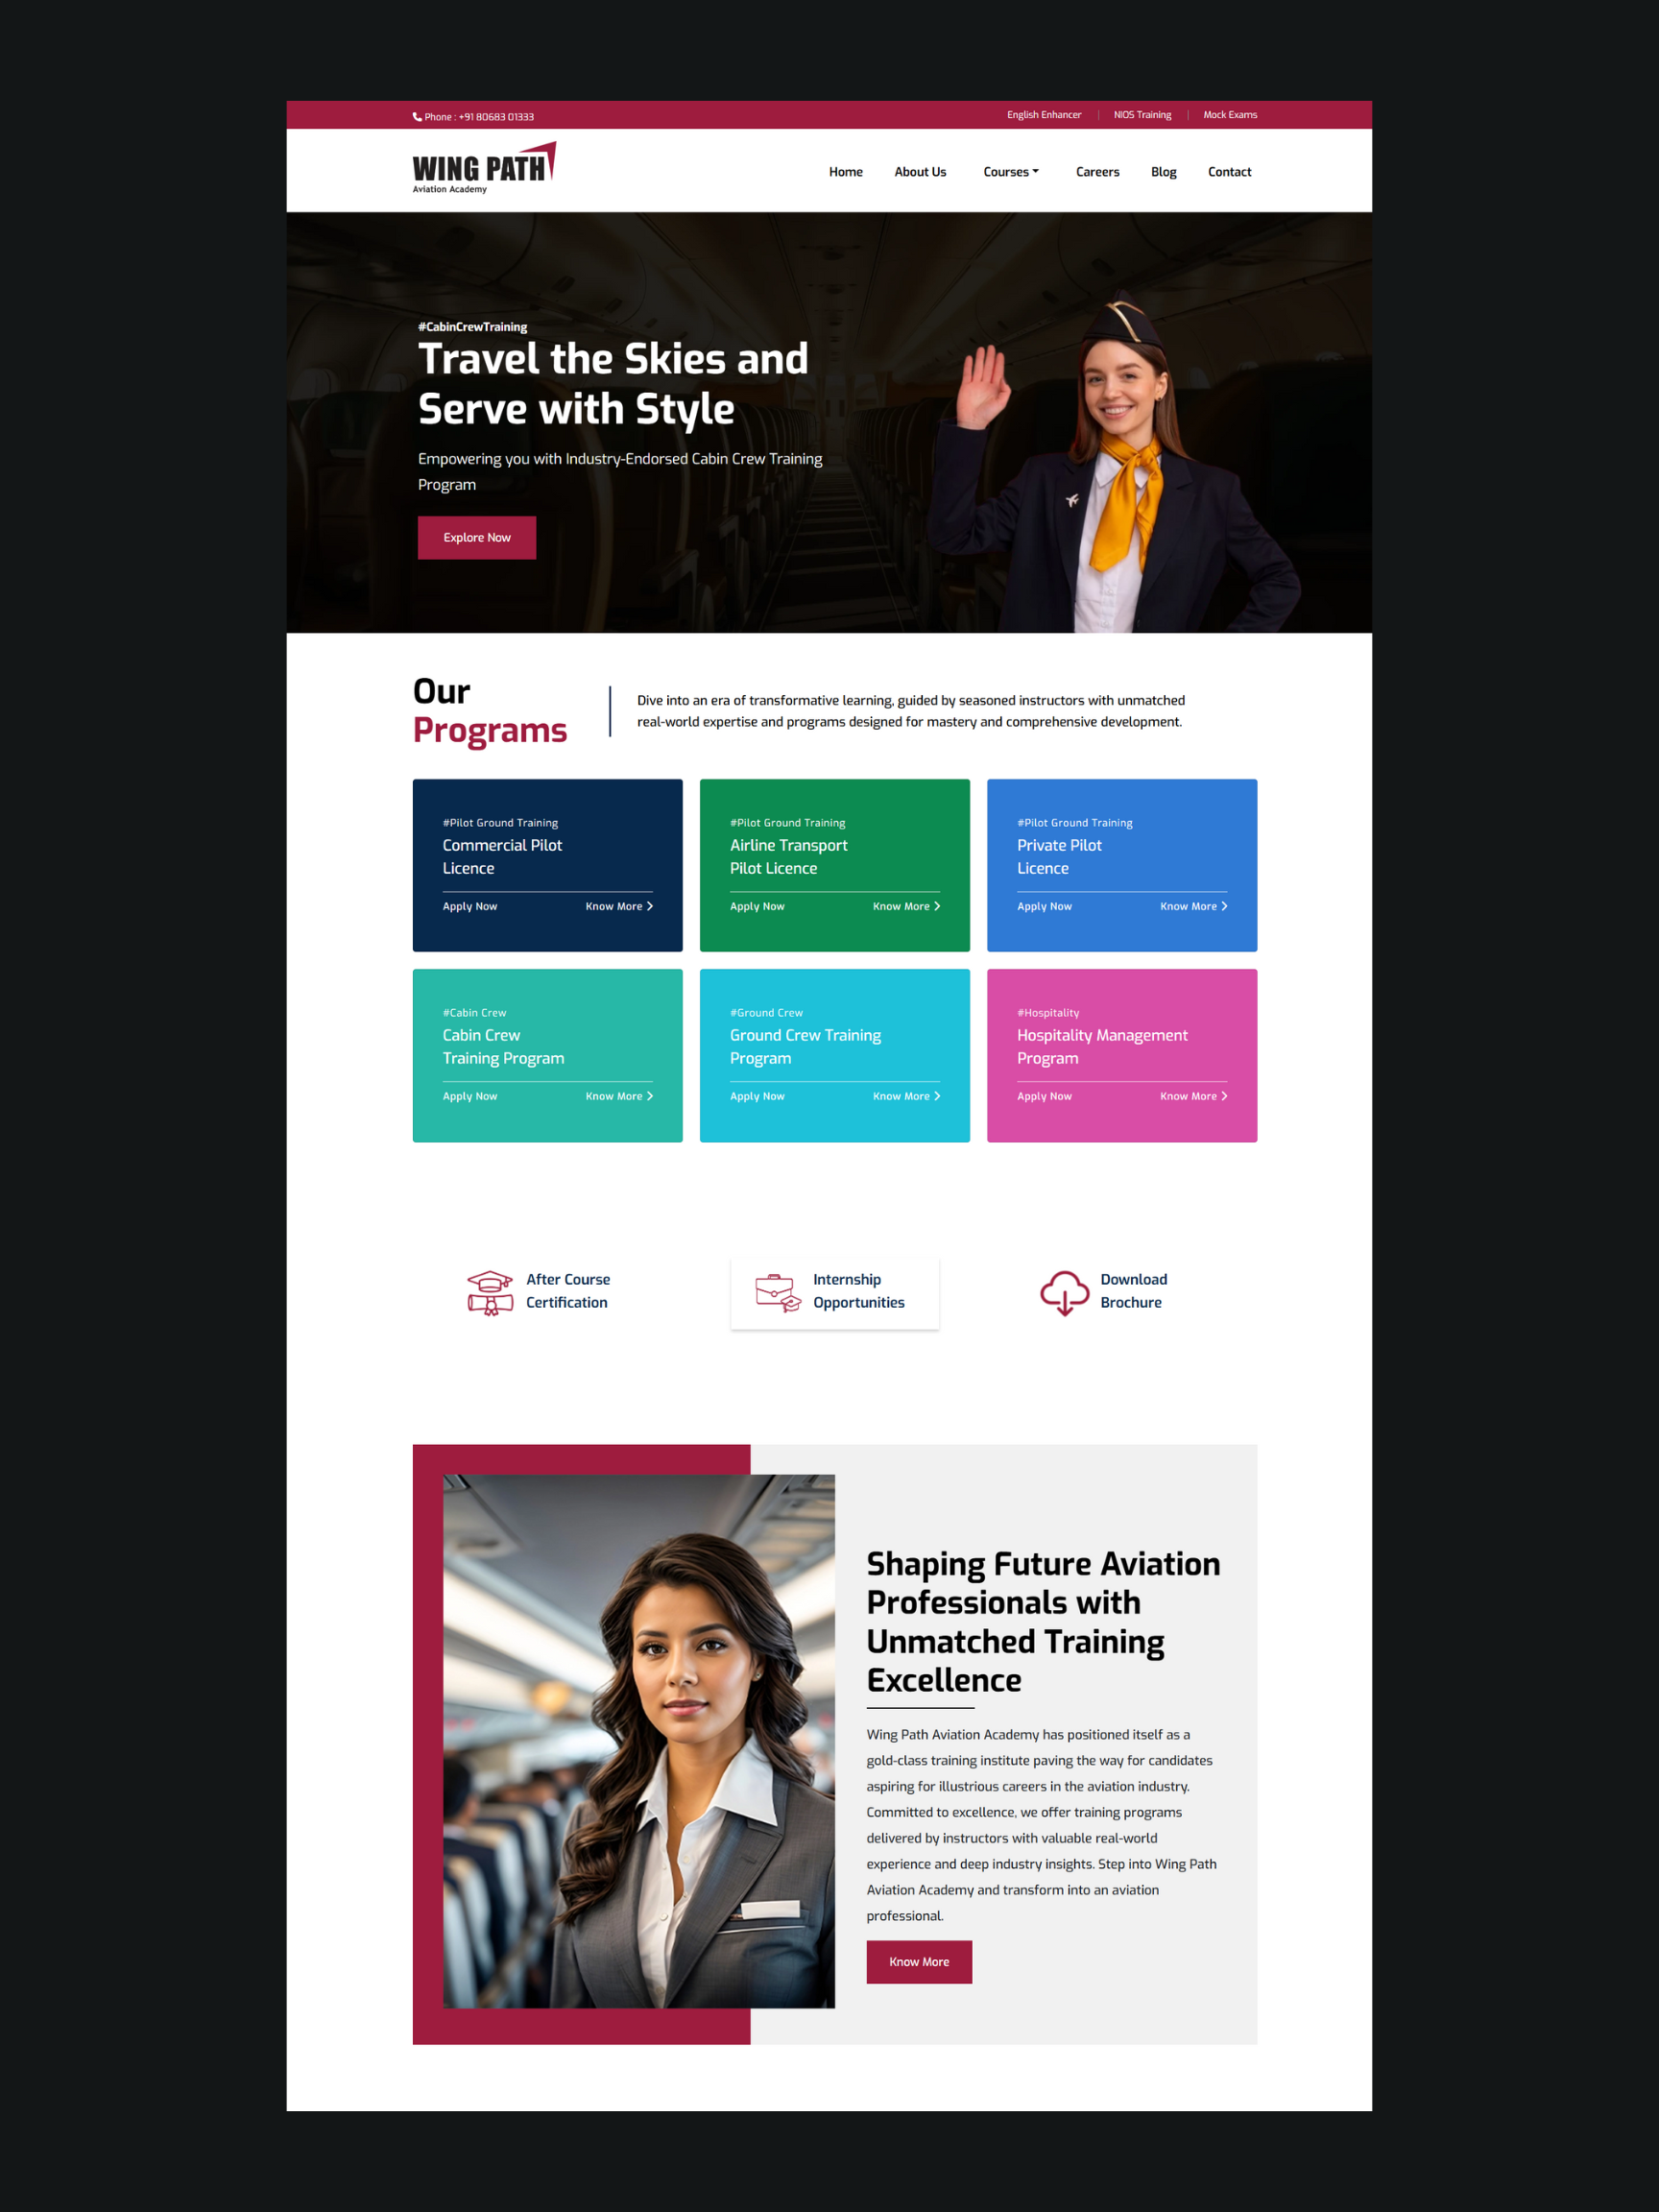 Phone : +91 80683 01333
English Enhancer
NIOS Training
Mock Exams
WING PATH
Aviation Academy
Home
About Us
Courses
Careers
Blog
Contact
#CabinCrewTraining
Travel the Skies and
Serve with Style
Empowering you with Industry-Endorsed Cabin Crew Training
Program
Explore Now
Our
Programs
Dive into an era of transformative learning, guided by seasoned instructors with unmatched
real-world expertise and programs designed for mastery and comprehensive development.
#Pilot Ground Training
Commercial Pilot
Licence
Apply Now
Know More
#Pilot Ground Training
Airline Transport
Pilot Licence
Apply Now
Know More
#Pilot Ground Training
Private Pilot
Licence
Apply Now
Know More
#Cabin Crew
Cabin Crew
Training Program
Apply Now
Know More
#Ground Crew
Ground Crew Training
Program
Apply Now
Know More
#Hospitality
Hospitality Management
Program
Apply Now
Know More
After Course
Certification
Internship
Opportunities
Download
Brochure
Shaping Future Aviation
Professionals with
Unmatched Training
Excellence
Wing Path Aviation Academy has positioned itself as a
gold-class training institute paving the way for candidates
aspiring for illustrious careers in the aviation industry.
Committed to excellence, we offer training programs
delivered by instructors with valuable real-world
experience and deep industry insights. Step into Wing Path
Aviation Academy and transform into an aviation
professional.
Know More